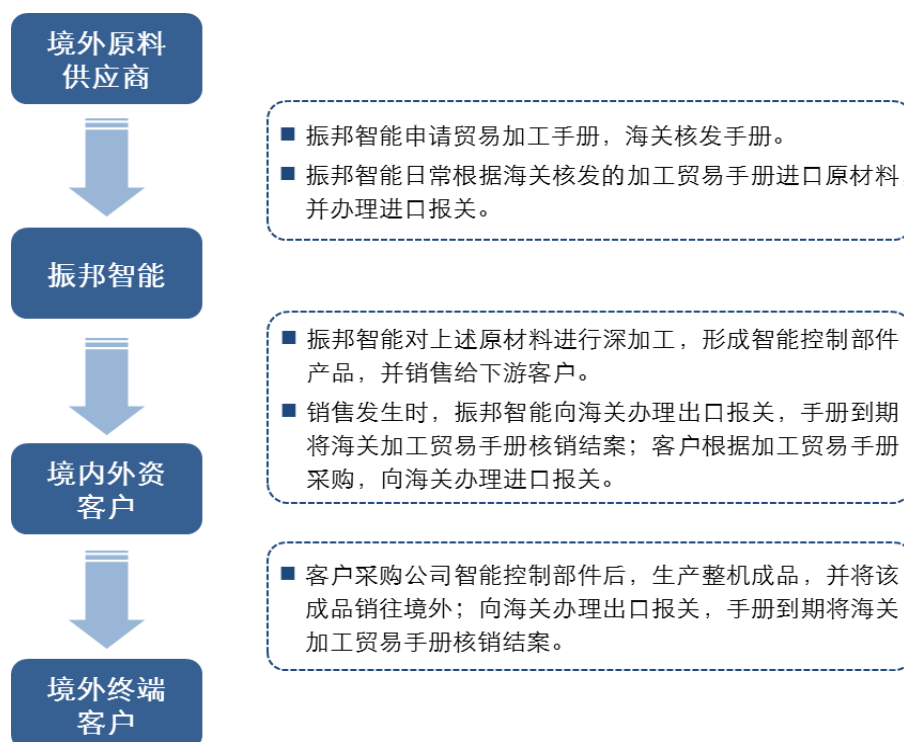 境外原料
供应商
■ 振邦智能申请贸易加工手册，海关核发手册。
■ 振邦智能日常根据海关核发的加工贸易手册进口原材料，
并办理进口报关。
振邦智能
■ 振邦智能对上述原材料进行深加工，形成智能控制部件
产品，并销售给下游客户。
■ 销售发生时，振邦智能向海关办理出口报关，手册到期
将海关加工贸易手册核销结案；客户根据加工贸易手册
采购，向海关办理进口报关。
境内外资
客户
■ 客户采购公司智能控制部件后，生产整机成品，并将该
成品销往境外；向海关办理出口报关，手册到期将海关
加工贸易手册核销结案。
境外终端
客户